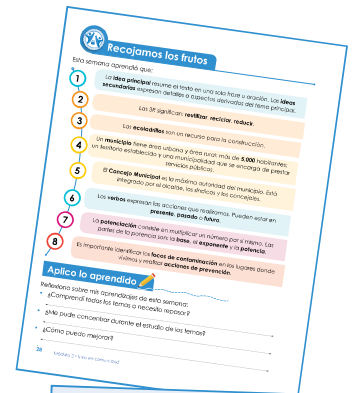 Recojamos los frutos
Esta semana aprendió que:
1
La idea principal resume el texto en una sola frase u oración. Las ideas
secundarias expresan detalles o aspectos derivados del tema principal.
2
Las 3R significan: reutilizar, reciclar, reducir.
3
Los ecoladrillos son un recurso para la construcción.
4
Un municipio tiene área urbana y área rural; más de 5,000 habitantes;
un territorio establecido y una municipalidad que se encarga de prestar
servicios públicos.
5
El Concejo Municipal es la máxima autoridad del municipio. Está
integrado por el alcalde, los síndicos y los concejales.
6
Los verbos expresan las acciones que realizamos. Pueden estar en
presente, pasado o futuro.
7
La potenciación consiste en multiplicar un número por sí mismo. Las
partes de la potencia son: la base, el exponente y la potencia.
8
Es importante identificar los focos de contaminación en los lugares donde
vivimos y realizar acciones de prevención.
Aplico lo aprendido
Reflexiono sobre mis aprendizajes de esta semana:
• ¿Comprendí todos los temas o necesito repasar?
• ¿Me pude concentrar durante el estudio de los temas?
• ¿Cómo puedo mejorar?
28